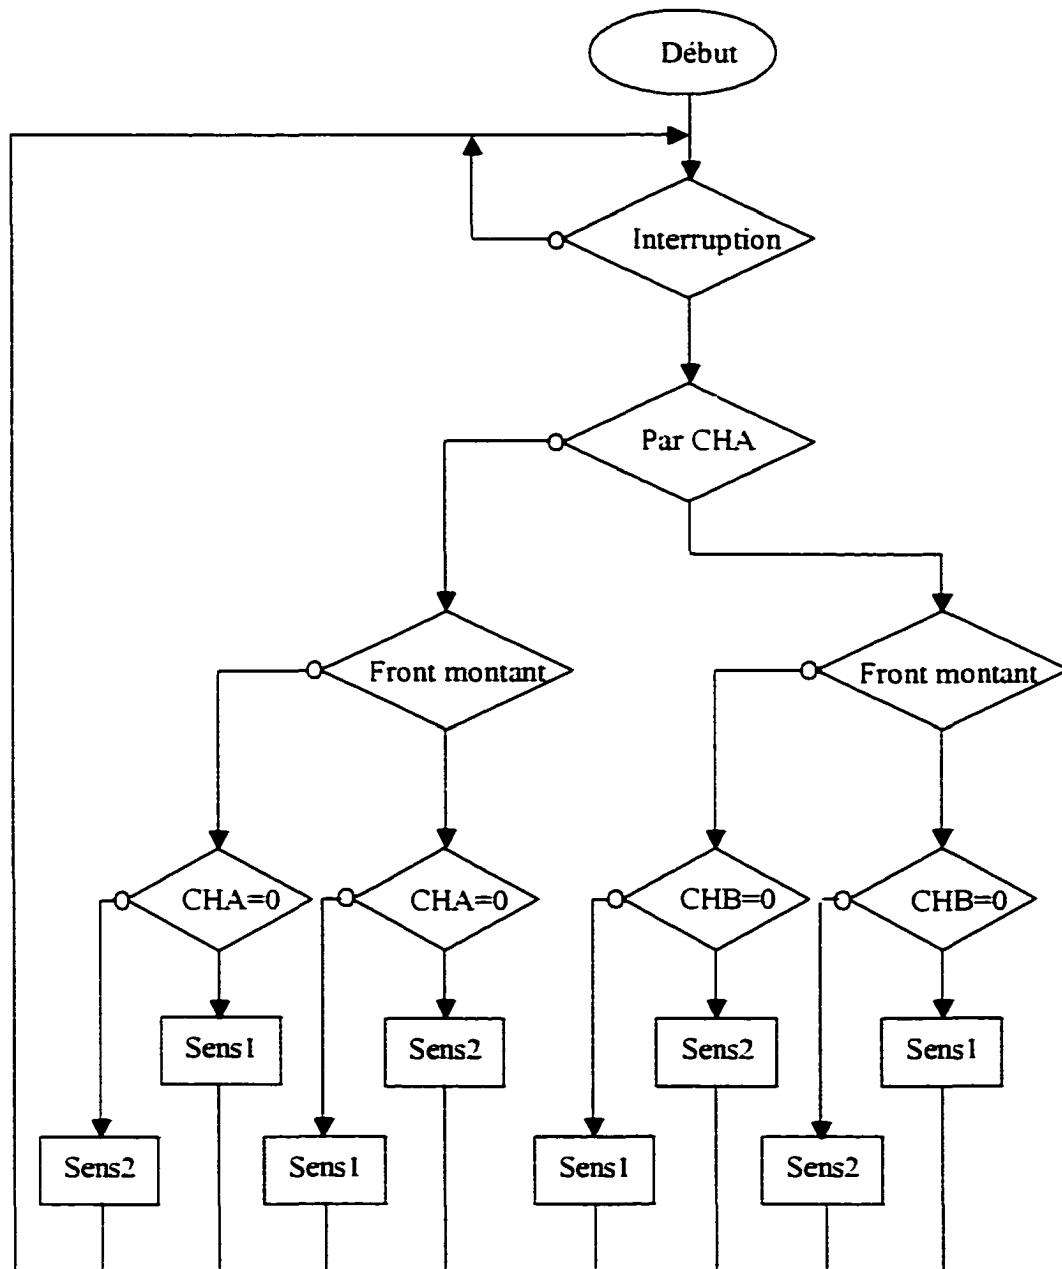 Début
Interruption
Par CHA
Front montant
Front montant
CHA=0
CHA=0
CHB=0
CHB=0
Sens1
Sens2
Sens2
Sens1
Sens2
Sens1
Sens1
Sens2